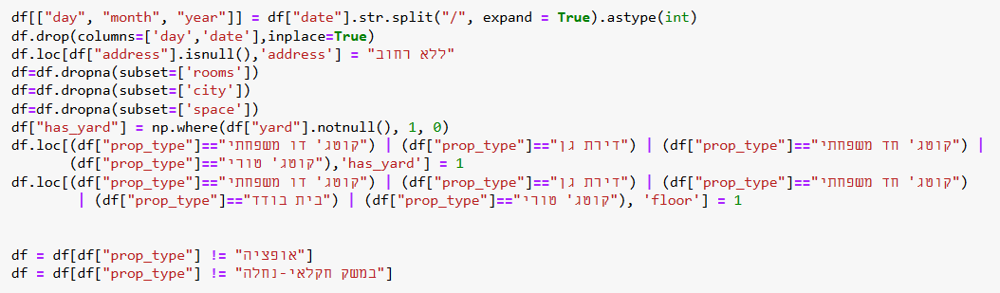 df[["day", "month", "year"]] = df["date"].str.split("/", expand = True).astype(int)
df.drop(columns=['day','date'],inplace=True)
df.loc[df["address"].isnull(),'address'] = "ללא רחוב"
df=df.dropna(subset=['rooms'])
df=df.dropna(subset=['city'])
df=df.dropna(subset=['space'])
df["has_yard"] = np.where(df["yard"].notnull(), 1, 0)
df.loc[(df["prop_type"]=="קוטג' דו משפחתי") | (df["prop_type"]=="דירת גן") | (df["prop_type"]=="קוטג' חד משפחתי") |
(df["prop_type"]=="קוטג' טורי"),'has_yard'] = 1
df.loc[(df["prop_type"]=="קוטג' דו משפחתי") | (df["prop_type"]=="דירת גן") | (df["prop_type"]=="קוטג' חד משפחתי")
| (df["prop_type"]=="בית בודד") | (df["prop_type"]=="קוטג' טורי"), 'floor'] = 1
df = df[df["prop_type"] != "אופציה"]
df = df[df["prop_type"] != "במשק חקלאי-נחלה"]